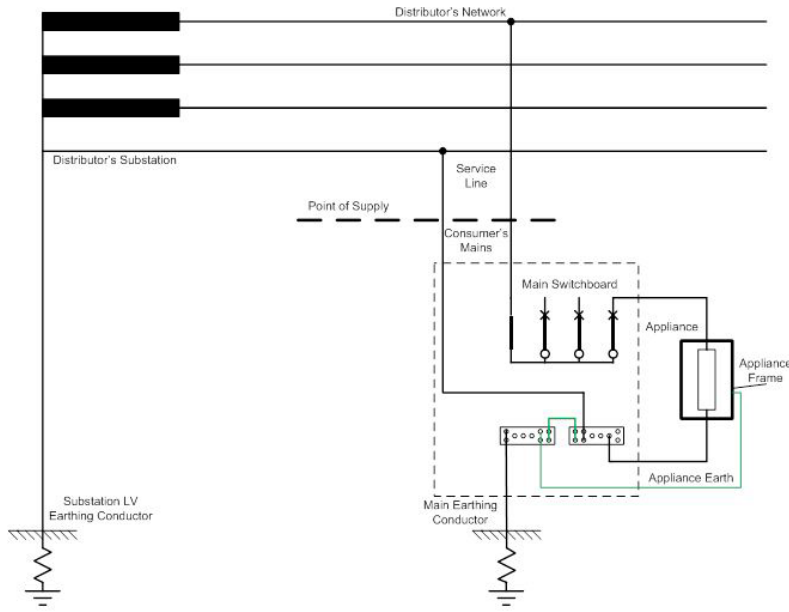 Distributor's Network
Distributor's Substation
Service
Line
Point of Supply
Consumer's
Mains
Main Switchboard
Appliance
Appliance
Frame
Appliance Earth
Substation LV
Earthing Conductor
Main Earthing
Conductor